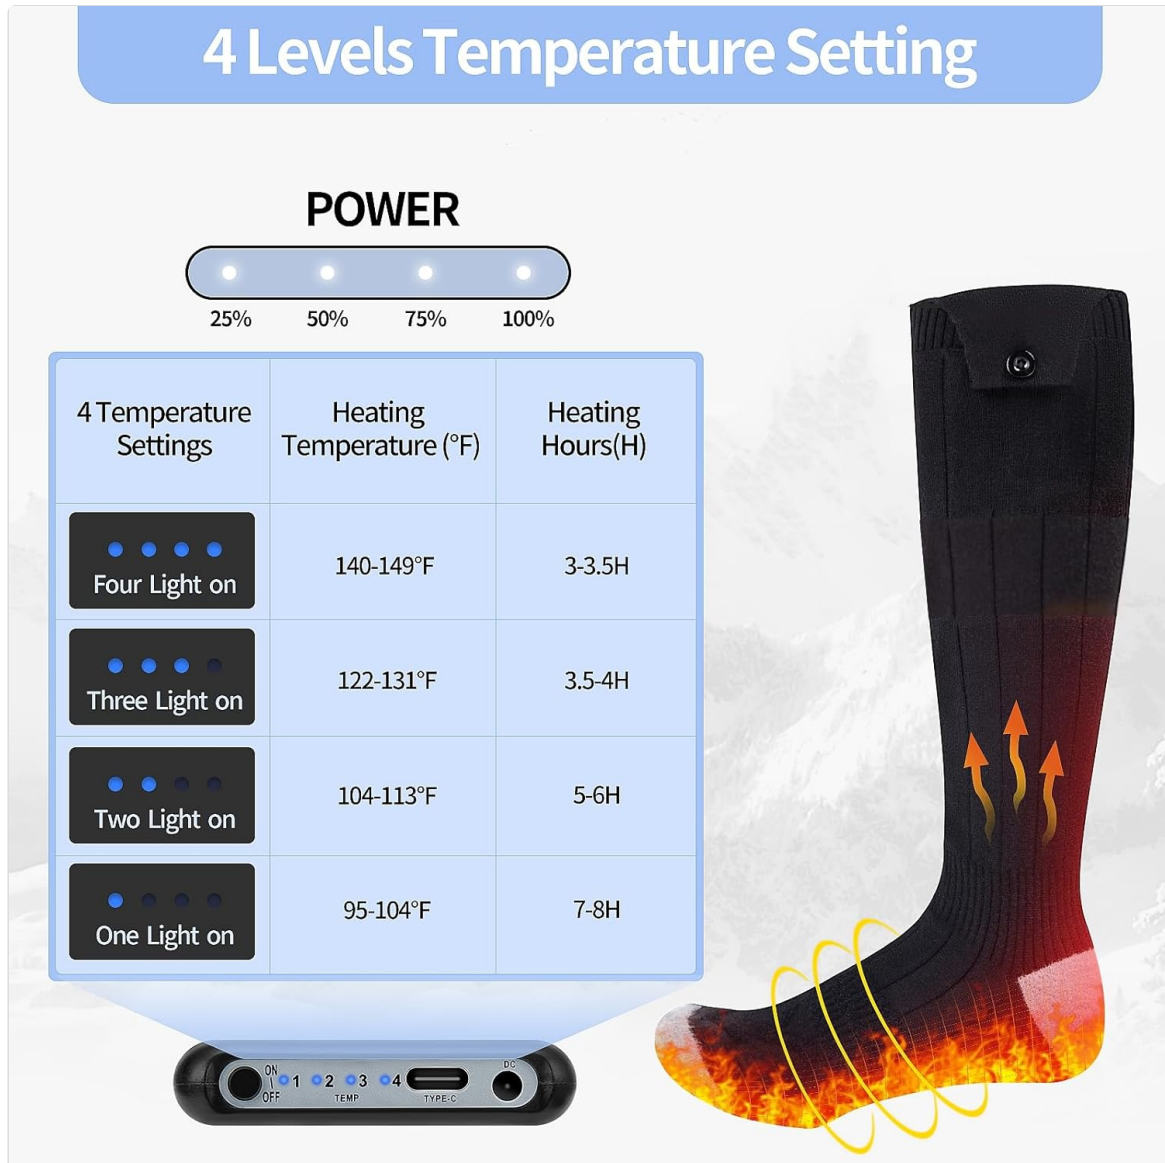 4 Levels Temperature Setting
POWER
25% 50% 75% 100%
4 Temperature Settings
Heating Temperature (°F)
Heating Hours(H)
Four Light on
140-149°F
3-3.5H
Three Light on
122-131°F
3.5-4H
Two Light on
104-113°F
5-6H
One Light on
95-104°F
7-8H
ON \ OFF
1 2 3 4
TEMP
TYPE-C
DC